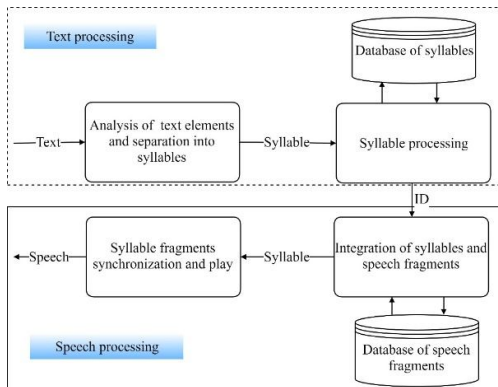 Text processing
Database of syllables
Text
Analysis of text elements
and separation into
syllables
Syllable
Syllable processing
ID
Speech
Syllable fragments
synchronization and play
Syllable
Integration of syllables and
speech fragments
Speech processing
Database of speech
fragments